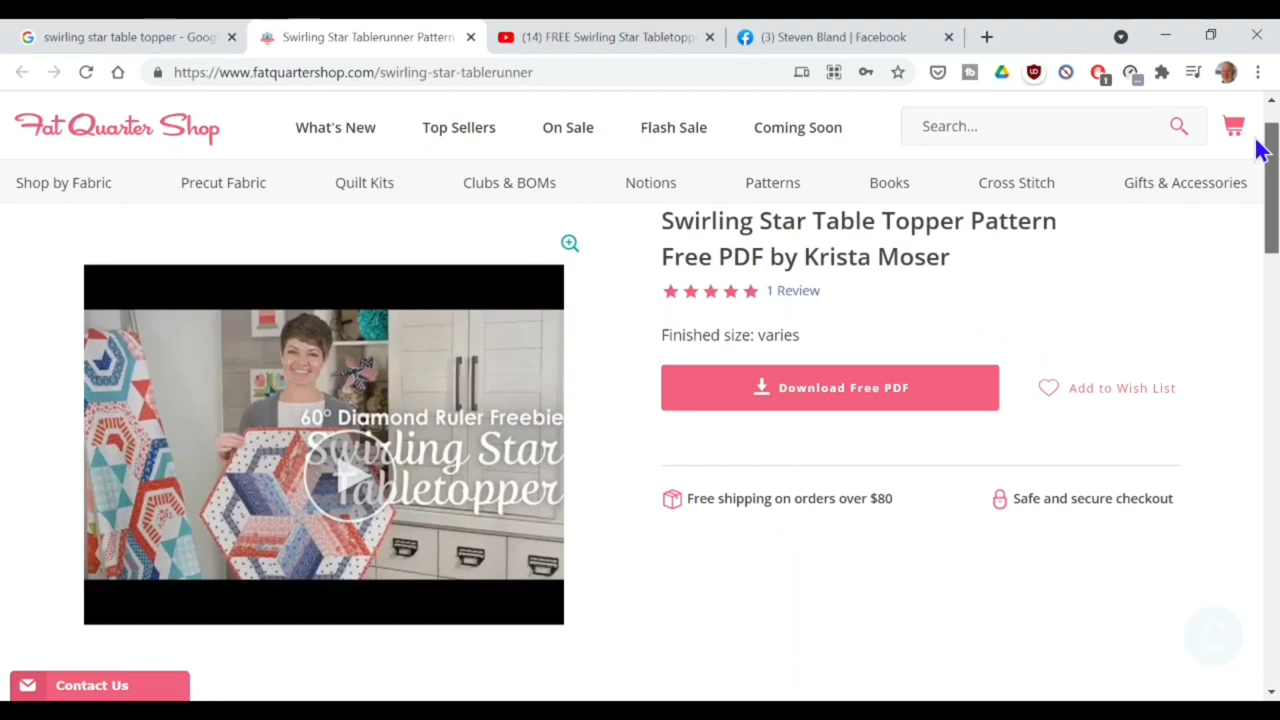 swirling star table topper - Goog
Swirling Star Tablerunner Pattern
(14) FREE Swirling Star Tabletopp
(3) Steven Bland | Facebook
https://www.fatquartershop.com/swirling-star-tablerunner
Fat Quarter Shop
What's New
Top Sellers
On Sale
Flash Sale
Coming Soon
Search...
Shop by Fabric
Precut Fabric
Quilt Kits
Clubs & BOMs
Notions
Patterns
Books
Cross Stitch
Gifts & Accessories
Swirling Star Table Topper Pattern
Free PDF by Krista Moser
1 Review
Finished size: varies
Download Free PDF
Add to Wish List
60° Diamond Ruler Freebie
Swirling Star
Tabletopper
Free shipping on orders over $80
Safe and secure checkout
Contact Us